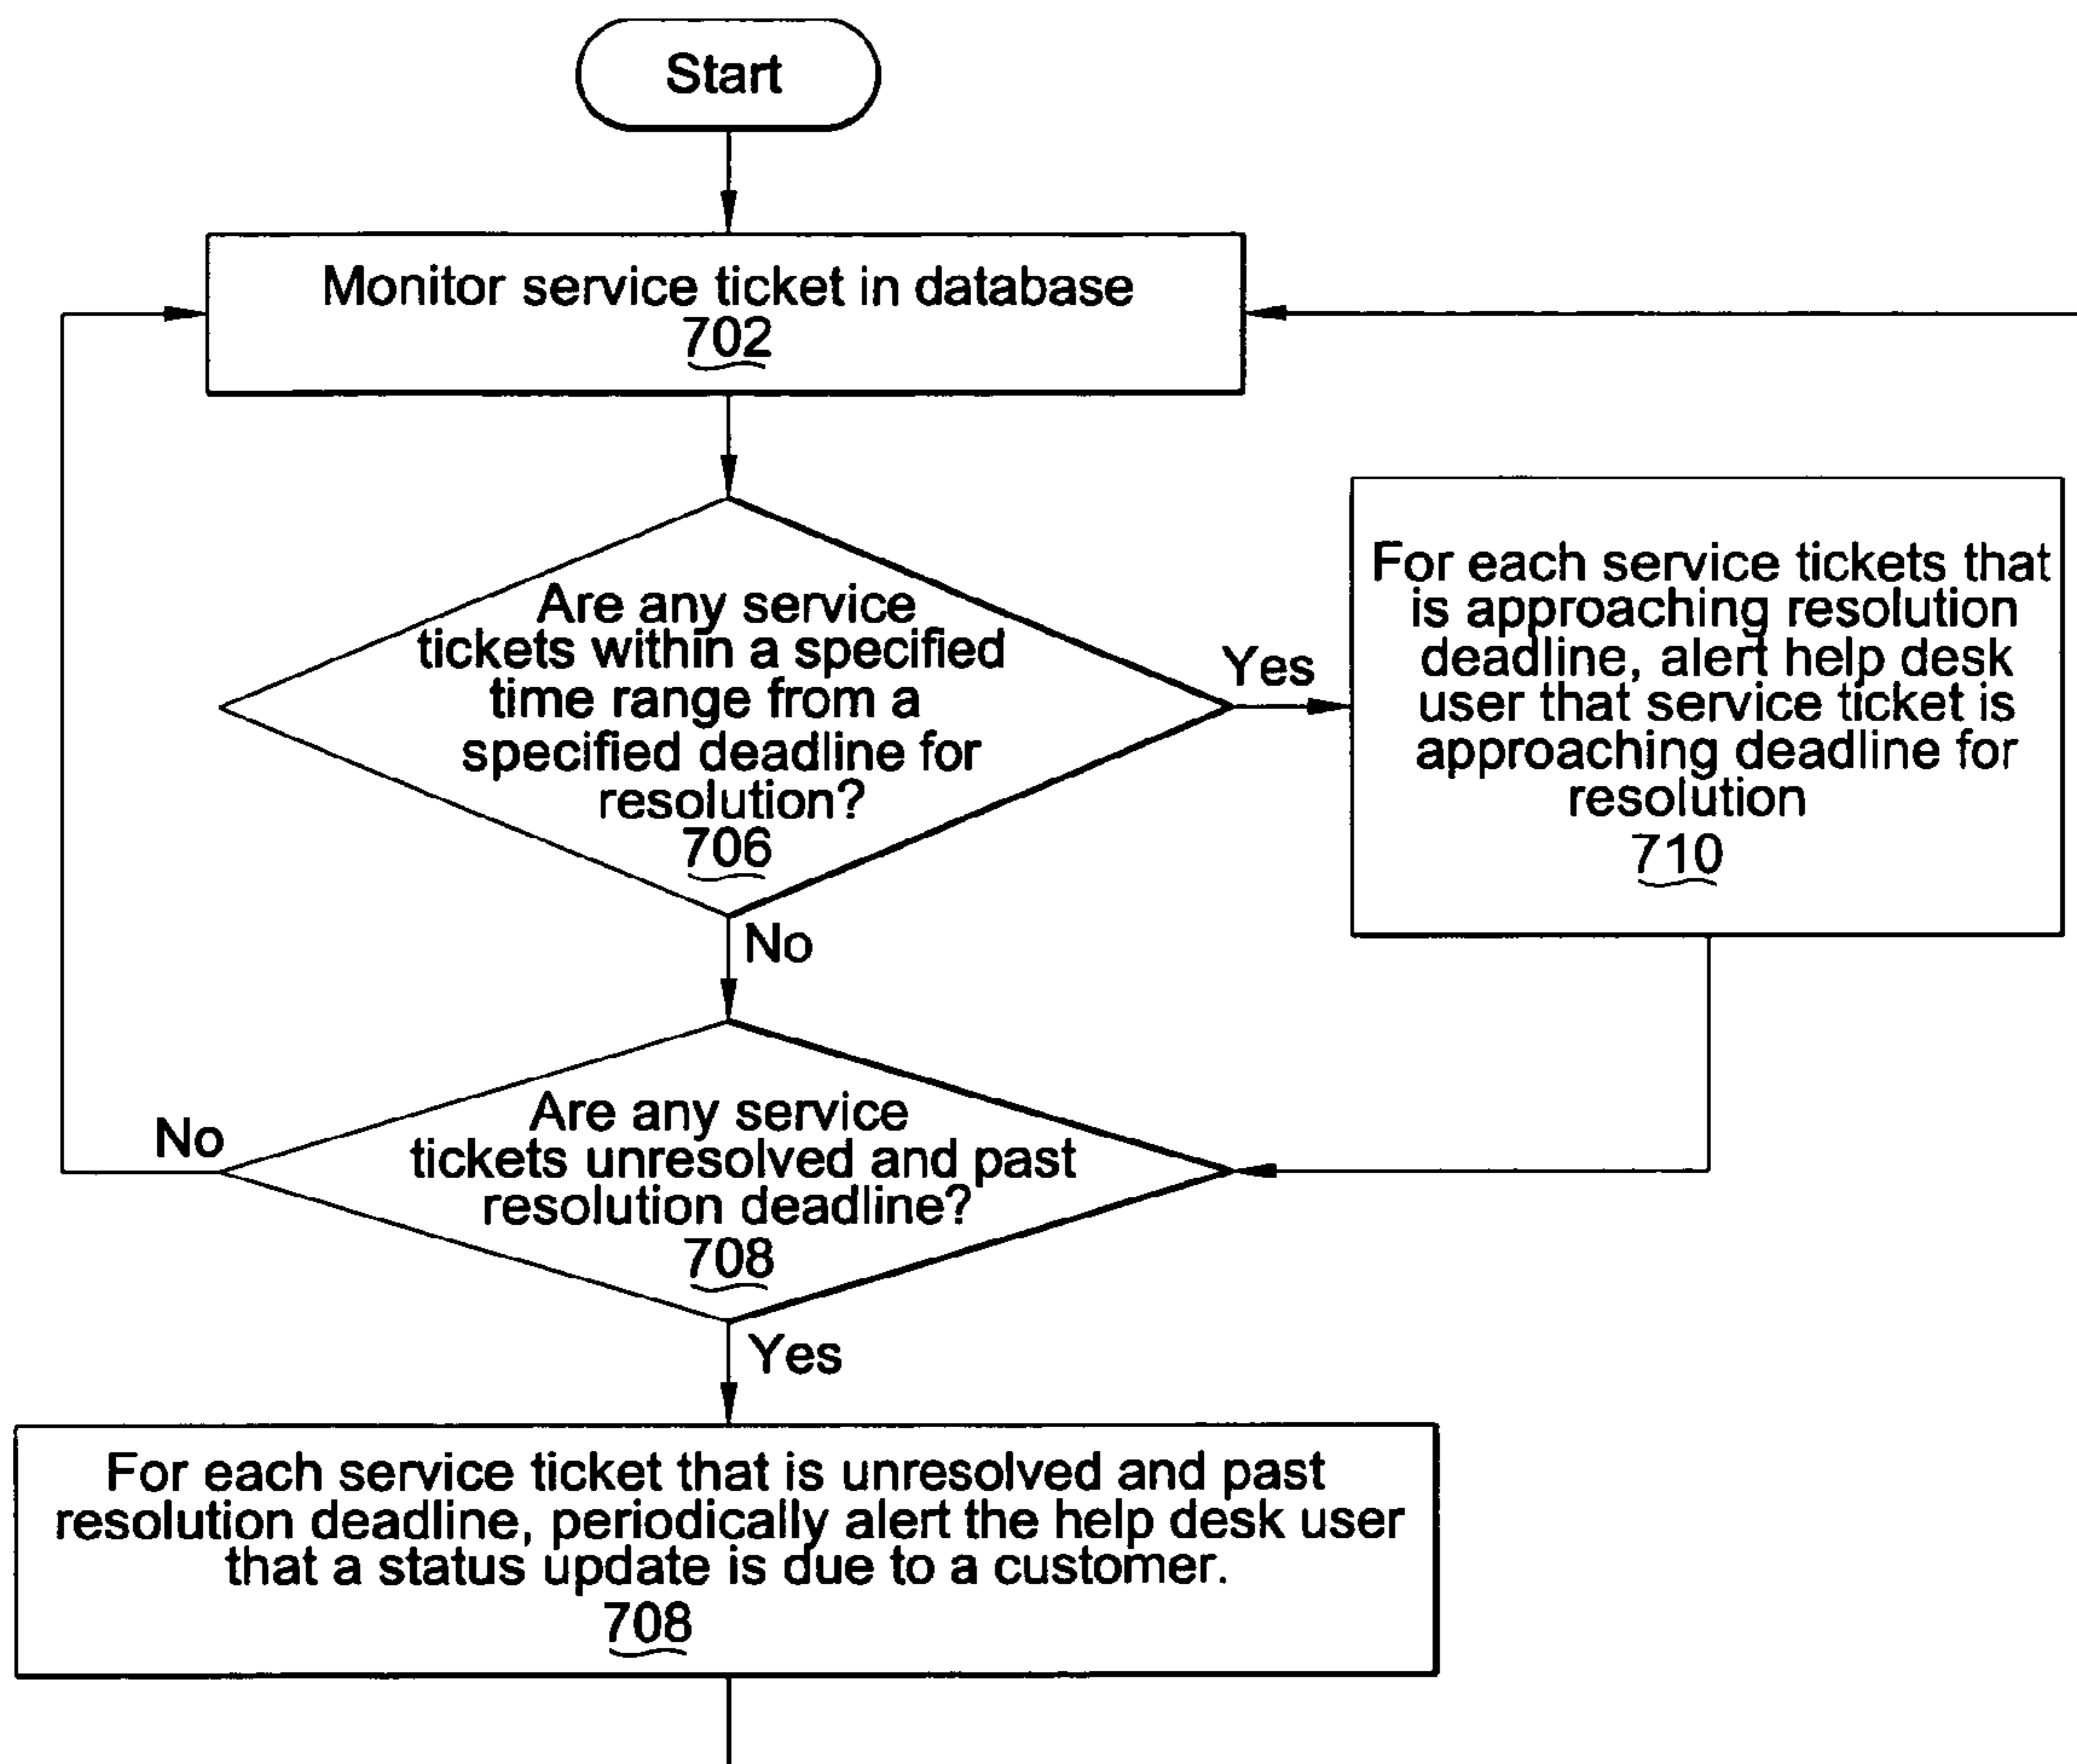 Start
Monitor service ticket in database
702
Are any service
tickets within a specified
time range from a
specified deadline for
resolution?
706
Yes
For each service tickets that
is approaching resolution
deadline, alert help desk
user that service ticket is
approaching deadline for
resolution
710
No
Are any service
tickets unresolved and past
resolution deadline?
708
No
Yes
For each service ticket that is unresolved and past
resolution deadline, periodically alert the help desk user
that a status update is due to a customer.
708